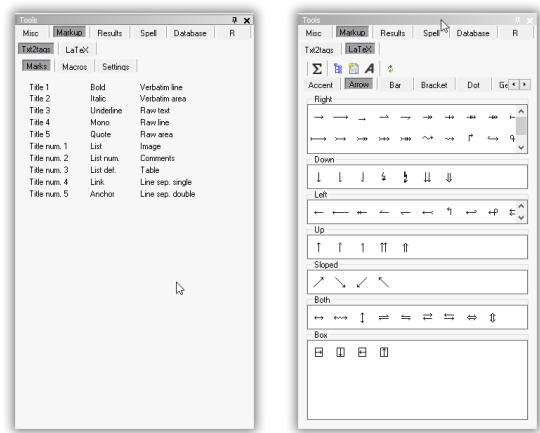 Tools
Misc Markup Results Spell Database R
Txt2tags LaTeX
Marks Macros Settings
Title 1 Bold Verbatim line
Title 2 Italic Verbatim area
Title 3 Underline Raw text
Title 4 Mono Raw line
Title 5 Quote Raw area
Title num. 1 List Image
Title num. 2 List num. Comments
Title num. 3 List def. Table
Title num. 4 Link Line sep. single
Title num. 5 Anchor Line sep. double
Tools
Misc Markup Results Spell Database R
Txt2tags LaTeX
Accent Arrow Bar Bracket Dot Ge
Right
Down
Left
Up
Sloped
Both
Box